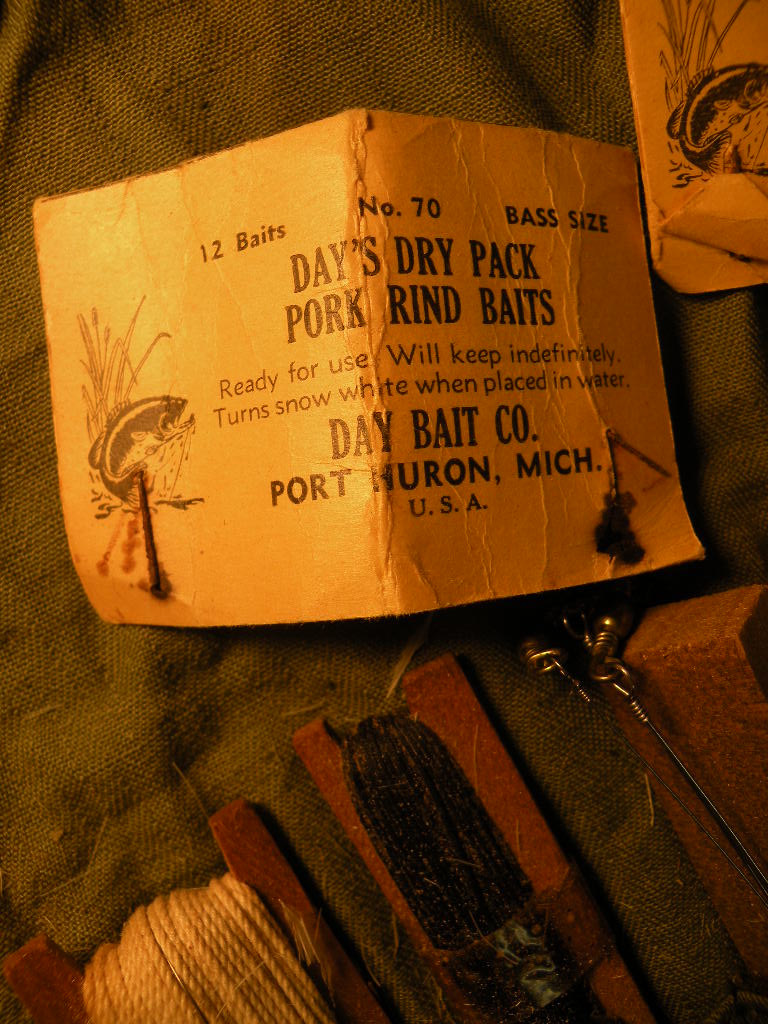 12 Baits No. 70 BASS SIZE
DAY'S DRY PACK
PORK RIND BAITS
Ready for use. Will keep indefinitely.
Turns snow white when placed in water.
DAY BAIT CO.
PORT HURON, MICH.
U. S. A.